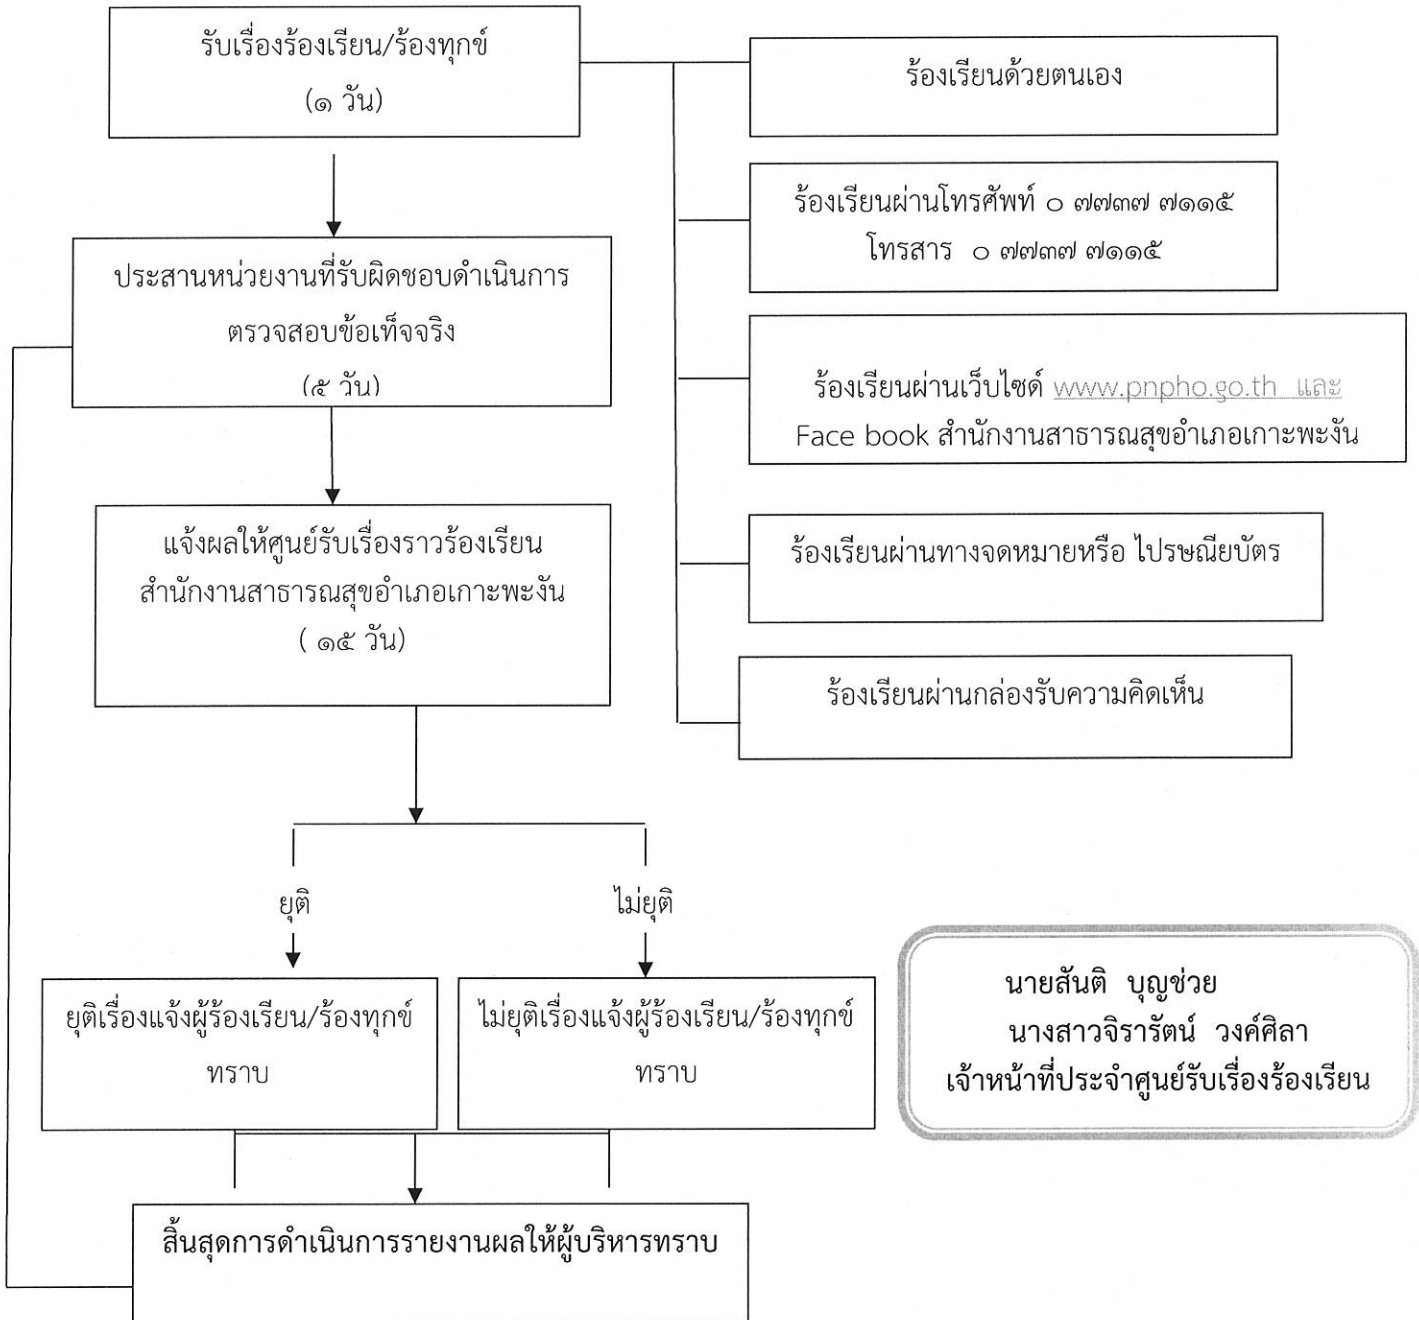 รับเรื่องร้องเรียน/ร้องทุกข์
(๑ วัน)
ร้องเรียนด้วยตนเอง
ร้องเรียนผ่านโทรศัพท์ ๐ ๗๗๓๗ ๗๑๑๕
โทรสาร ๐ ๗๗๓๗ ๗๑๑๕
ประสานหน่วยงานที่รับผิดชอบดำเนินการ
ตรวจสอบข้อเท็จจริง
(๕ วัน)
ร้องเรียนผ่านเว็บไซด์ www.pnpho.go.th และ
Face book สำนักงานสาธารณสุขอำเภอเกาะพะงัน
แจ้งผลให้ศูนย์รับเรื่องราวร้องเรียน
สำนักงานสาธารณสุขอำเภอเกาะพะงัน
( ๑๕ วัน)
ร้องเรียนผ่านทางจดหมายหรือ ไปรษณียบัตร
ร้องเรียนผ่านกล่องรับความคิดเห็น
ยุติ
ไม่ยุติ
ยุติเรื่องแจ้งผู้ร้องเรียน/ร้องทุกข์
ทราบ
ไม่ยุติเรื่องแจ้งผู้ร้องเรียน/ร้องทุกข์
ทราบ
นายสันติ บุญช่วย
นางสาวจิรารัตน์ วงค์ศิลา
เจ้าหน้าที่ประจำศูนย์รับเรื่องร้องเรียน
สิ้นสุดการดำเนินการรายงานผลให้ผู้บริหารทราบ